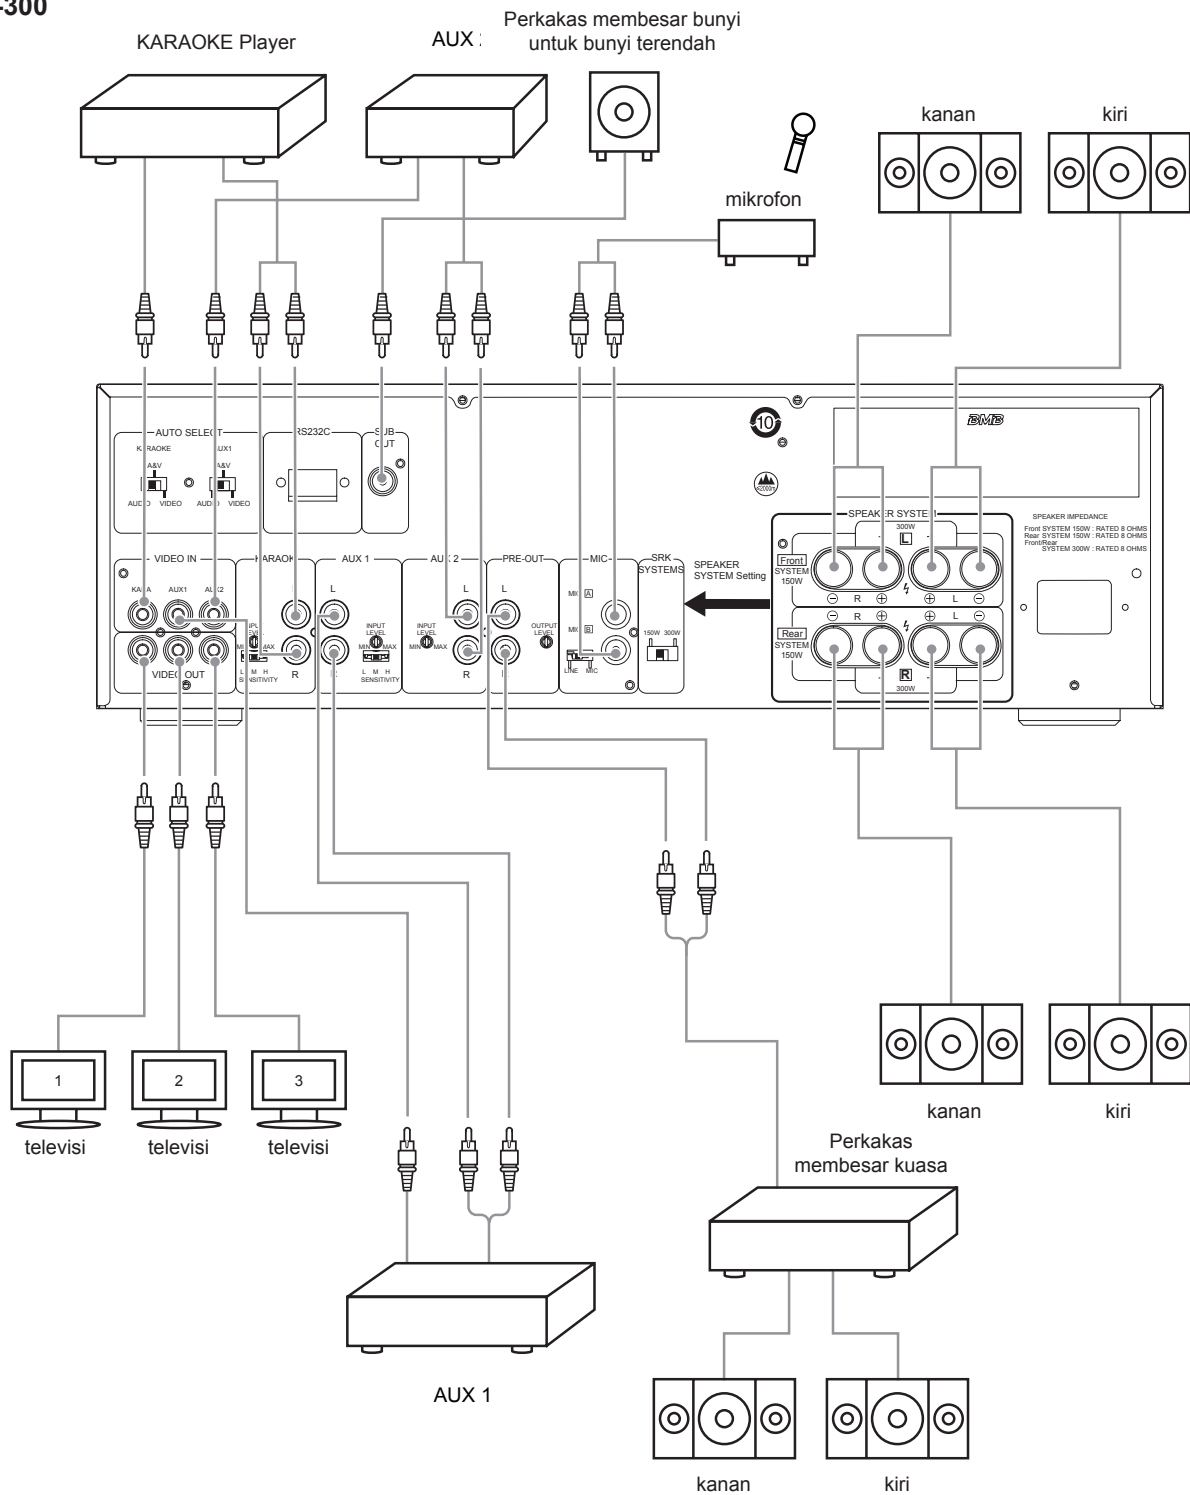 -300
KARAOKE Player
AUX 2
Perkakas membesar bunyi
untuk bunyi terendah
mikrofon
kanan
kiri
10
BMB
AUTO SELECT
KARAOKE
AUX1
A&V
A&V
AUDIO VIDEO
AUDIO VIDEO
RS232C
SUB
OUT
≤2000m
SPEAKER SYSTEM
300W
L
Front
SYSTEM
150W
R
L
Rear
SYSTEM
150W
R
L
R
300W
SPEAKER IMPEDANCE
Front SYSTEM 150W : RATED 8 OHMS
Rear SYSTEM 150W : RATED 8 OHMS
Front/Rear
SYSTEM 300W : RATED 8 OHMS
VIDEO IN
KARA
AUX1
AUX2
VIDEO OUT
KARAOKE
INPUT
LEVEL
MIN MAX
L M H
SENSITIVITY
R
AUX 1
L
INPUT
LEVEL
MIN MAX
L M H
SENSITIVITY
R
AUX 2
L
INPUT
LEVEL
MIN MAX
R
PRE-OUT
L
OUTPUT
LEVEL
R
MIC
MIC A
MIC B
LINE MIC
SRK
SYSTEMS
150W 300W
SPEAKER
SYSTEM Setting
1
2
3
televisi
televisi
televisi
AUX 1
kanan
kiri
Perkakas
membesar kuasa
kanan
kiri